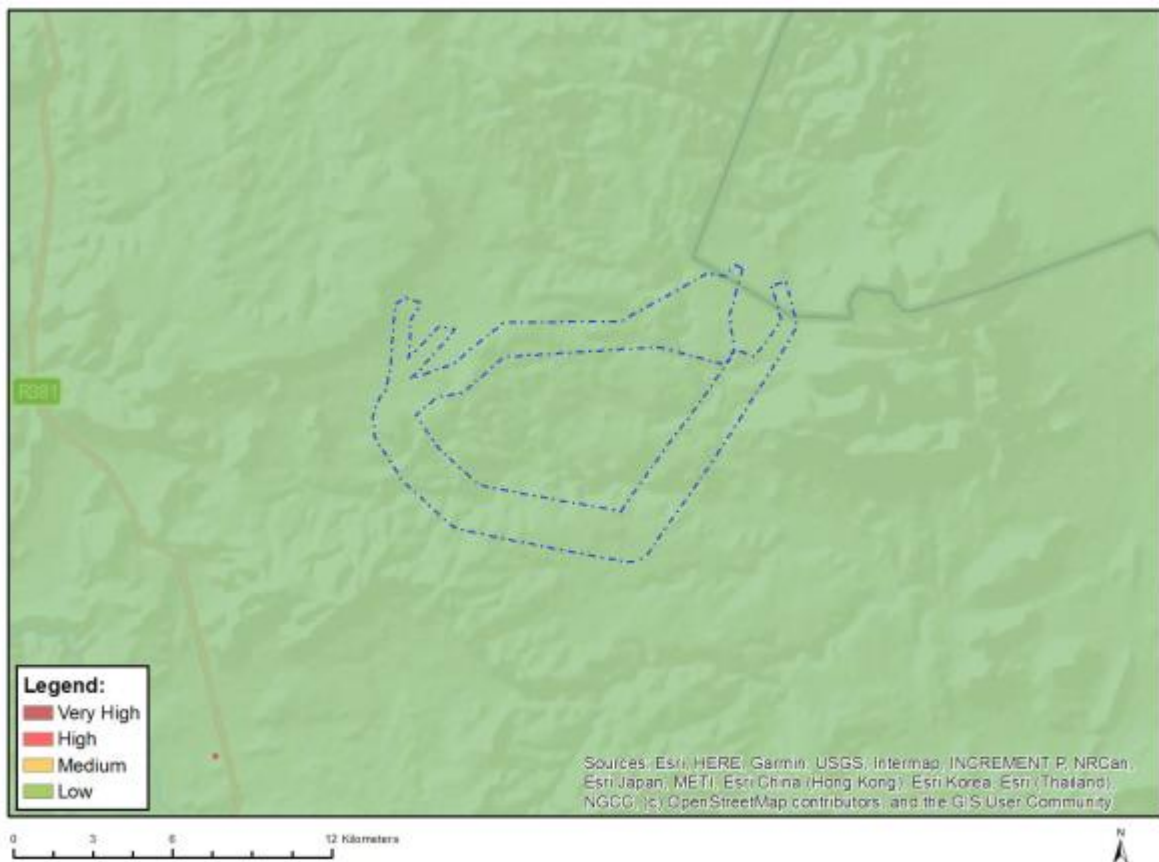 R381
Legend:
Very High
High
Medium
Low
Sources: Esri, HERE, Garmin, USGS, Intermap, INCREMENT P, NRCan,
Esri Japan, METI, Esri China (Hong Kong), Esri Korea, Esri (Thailand),
NGCC, (c) OpenStreetMap contributors, and the GIS User Community
0 3 6 12 Kilometers
N